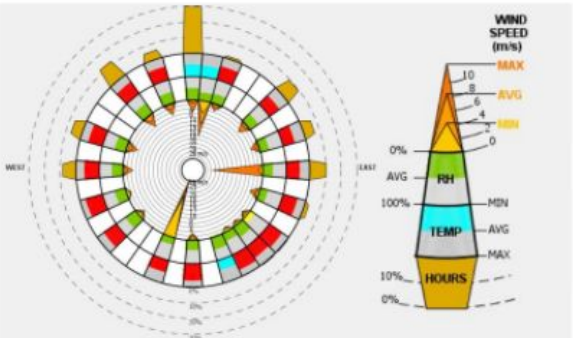 WIND
SPEED
(m/s)
MAX
10
8
AVG
6
4
MIN
2
0
0%
RH
AVG
100%
MIN
TEMP
AVG
MAX
10%
HOURS
0%
WEST
EAST